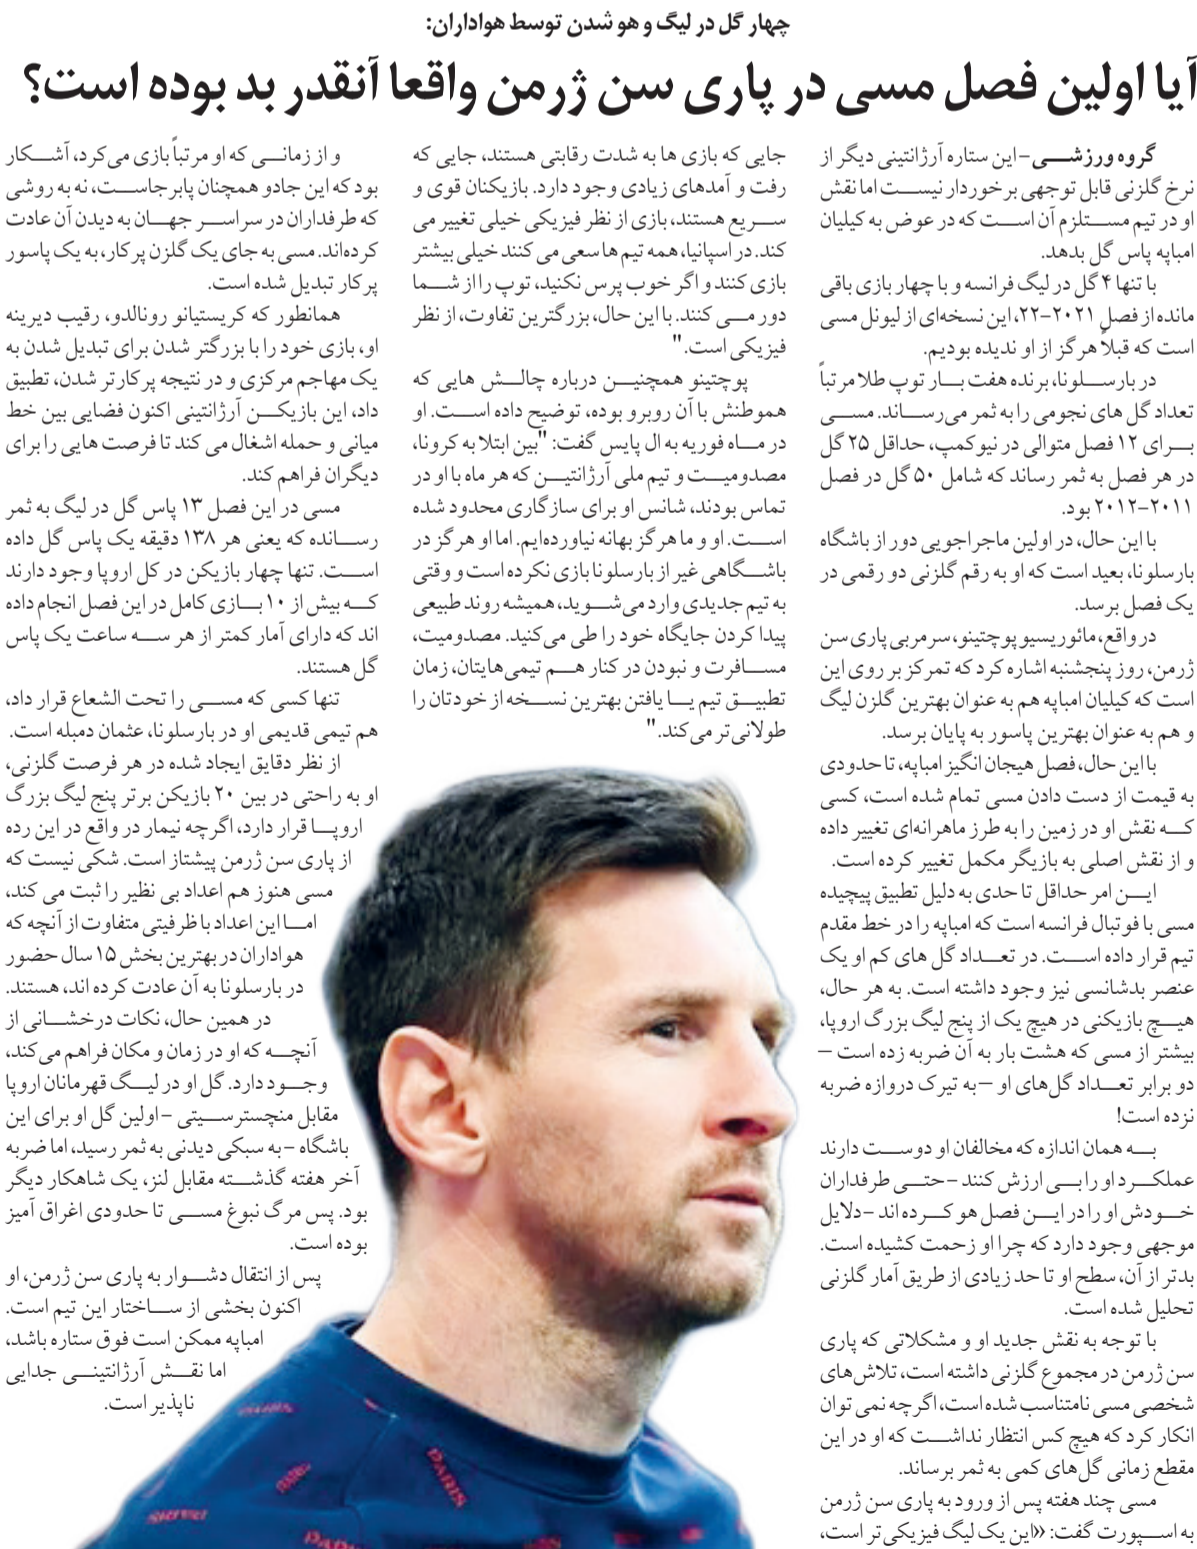 چهار گل در لیگ و هو شدن توسط هواداران:
آیا اولین فصل مسی در پاری سن ژرمن واقعا آنقدر بد بوده است؟
گروه ورزشی - این ستاره آرژانتینی دیگر از
نرخ گلزنی قابل توجهی برخوردار نیست اما نقش
او در تیم مستلزم آن است که در عوض به کیلیان
امباپه پاس گل بدهد.
با تنها ۴ گل در لیگ فرانسه و با چهار بازی باقی
مانده از فصل ۲۰۲۱-۲۲، این نسخه‌ای از لیونل مسی
است که قبلاً هرگز از او ندیده بودیم.
در بارسلونا، برنده هفت بار توپ طلا مرتباً
تعداد گل های نجومی را به ثمر می‌رساند. مسی
برای ۱۲ فصل متوالی در نیوکمپ، حداقل ۲۵ گل
در هر فصل به ثمر رساند که شامل ۵۰ گل در فصل
۲۰۱۱-۲۰۱۲ بود.
با این حال، در اولین ماجراجویی دور از باشگاه
بارسلونا، بعید است که او به رقم گلزنی دو رقمی در
یک فصل برسد.
در واقع، مائوریسیو پوچتینو، سرمربی پاری سن
ژرمن، روز پنجشنبه اشاره کرد که تمرکز بر روی این
است که کیلیان امباپه هم به عنوان بهترین گلزن لیگ
و هم به عنوان بهترین پاسور به پایان برسد.
با این حال، فصل هیجان انگیز امباپه، تا حدودی
به قیمت از دست دادن مسی تمام شده است، کسی
که نقش او در زمین را به طرز ماهرانه‌ای تغییر داده
و از نقش اصلی به بازیگر مکمل تغییر کرده است.
این امر حداقل تا حدی به دلیل تطبیق پیچیده
مسی با فوتبال فرانسه است که امباپه را در خط مقدم
تیم قرار داده است. در تعداد گل های کم او یک
عنصر بدشانسی نیز وجود داشته است. به هر حال،
هیچ بازیکنی در هیچ یک از پنج لیگ بزرگ اروپا،
بیشتر از مسی که هشت بار به آن ضربه زده است –
دو برابر تعداد گل‌های او – به تیرک دروازه ضربه
نزده است!
به همان اندازه که مخالفان او دوست دارند
عملکرد او را بی ارزش کنند - حتی طرفداران
خودش او را در این فصل هو کرده اند - دلایل
موجهی وجود دارد که چرا او زحمت کشیده است.
بدتر از آن، سطح او تا حد زیادی از طریق آمار گلزنی
تحلیل شده است.
با توجه به نقش جدید او و مشکلاتی که پاری
سن ژرمن در مجموع گلزنی داشته است، تلاش‌های
شخصی مسی نامتناسب شده است، اگرچه نمی توان
انکار کرد که هیچ کس انتظار نداشت که او در این
مقطع زمانی گل‌های کمی به ثمر برساند.
مسی چند هفته پس از ورود به پاری سن ژرمن
به اسپورت گفت: «این یک لیگ فیزیکی تر است،
جایی که بازی ها به شدت رقابتی هستند، جایی که
رفت و آمدهای زیادی وجود دارد. بازیکنان قوی و
سریع هستند، بازی از نظر فیزیکی خیلی تغییر می
کند. در اسپانیا، همه تیم ها سعی می کنند خیلی بیشتر
بازی کنند و اگر خوب پرس نکنید، توپ را از شما
دور می کنند. با این حال، بزرگترین تفاوت، از نظر
فیزیکی است."
پوچتینو همچنین درباره چالش هایی که
هموطنش با آن روبرو بوده، توضیح داده است. او
در ماه فوریه به ال پایس گفت: "بین ابتلا به کرونا،
مصدومیت و تیم ملی آرژانتین که هر ماه با او در
تماس بودند، شانس او برای سازگاری محدود شده
است. او و ما هرگز بهانه نیاورده‌ایم. اما او هرگز در
باشگاهی غیر از بارسلونا بازی نکرده است و وقتی
به تیم جدیدی وارد می‌شوید، همیشه روند طبیعی
پیدا کردن جایگاه خود را طی می‌کنید. مصدومیت،
مسافرت و نبودن در کنار هم تیمی‌هایتان، زمان
تطبیق تیم یا یافتن بهترین نسخه از خودتان را
طولانی‌تر می‌کند."
و از زمانی که او مرتباً بازی می‌کرد، آشکار
بود که این جادو همچنان پابرجاست، نه به روشی
که طرفداران در سراسر جهان به دیدن آن عادت
کرده‌اند. مسی به جای یک گلزن پرکار، به یک پاسور
پرکار تبدیل شده است.
همانطور که کریستیانو رونالدو، رقیب دیرینه
او، بازی خود را با بزرگتر شدن برای تبدیل شدن به
یک مهاجم مرکزی و در نتیجه پرکارتر شدن، تطبیق
داد، این بازیکن آرژانتینی اکنون فضایی بین خط
میانی و حمله اشغال می کند تا فرصت هایی را برای
دیگران فراهم کند.
مسی در این فصل ۱۳ پاس گل در لیگ به ثمر
رسانده که یعنی هر ۱۳۸ دقیقه یک پاس گل داده
است. تنها چهار بازیکن در کل اروپا وجود دارند
که بیش از ۱۰ بازی کامل در این فصل انجام داده
اند که دارای آمار کمتر از هر سه ساعت یک پاس
گل هستند.
تنها کسی که مسی را تحت الشعاع قرار داد،
هم تیمی قدیمی او در بارسلونا، عثمان دمبله است.
از نظر دقایق ایجاد شده در هر فرصت گلزنی،
او به راحتی در بین ۲۰ بازیکن برتر پنج لیگ بزرگ
اروپا قرار دارد، اگرچه نیمار در واقع در این رده
از پاری سن ژرمن پیشتاز است. شکی نیست که
مسی هنوز هم اعداد بی نظیر را ثبت می کند،
اما این اعداد با ظرفیتی متفاوت از آنچه که
هواداران در بهترین بخش ۱۵ سال حضور
در بارسلونا به آن عادت کرده اند، هستند.
در همین حال، نکات درخشانی از
آنچه که او در زمان و مکان فراهم می‌کند،
وجود دارد. گل او در لیگ قهرمانان اروپا
مقابل منچسترسیتی - اولین گل او برای این
باشگاه - به سبکی دیدنی به ثمر رسید، اما ضربه
آخر هفته گذشته مقابل لنز، یک شاهکار دیگر
بود. پس مرگ نبوغ مسی تا حدودی اغراق آمیز
بوده است.
پس از انتقال دشوار به پاری سن ژرمن، او
اکنون بخشی از ساختار این تیم است.
امباپه ممکن است فوق ستاره باشد،
اما نقش آرژانتینی جدایی
ناپذیر است.
PARIS
PARIS
PARIS
PARIS